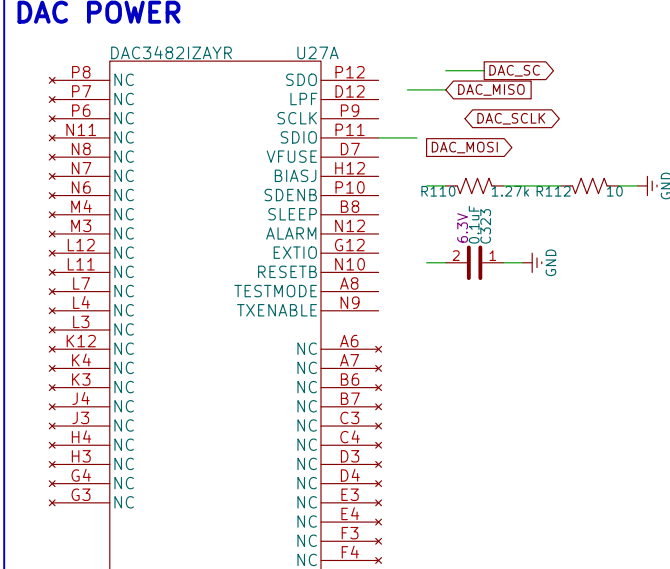 DAC POWER
DAC3482IZAYR U27A
P8 NC SDO P12
P7 NC LPF D12
P6 NC SCLK P9
N11 NC SDIO P11
N8 NC VFUSE D7
N7 NC BIASJ H12
N6 NC SDENB P10
M4 NC SLEEP B8
M3 NC ALARM N12
L12 NC EXTIO G12
L11 NC RESETB N10
L7 NC TESTMODE A8
L4 NC TXENABLE N9
L3 NC
K12 NC NC A6
K4 NC NC A7
K3 NC NC B6
J4 NC NC B7
J3 NC NC C3
H4 NC NC C4
H3 NC NC D3
G4 NC NC D4
G3 NC NC E3
NC E4
NC F3
NC F4
DAC_SC
DAC_MISO
DAC_SCLK
DAC_MOSI
R110 1.27k R112 10 GND
6.3V
0.1uF
C323
2 1 GND